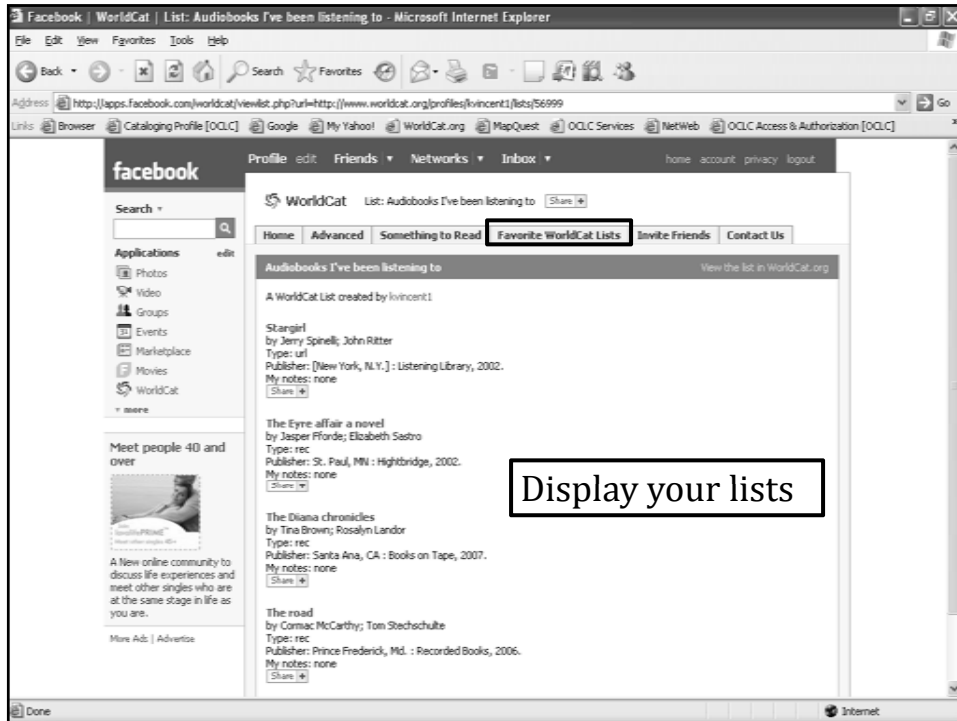 Facebook | WorldCat | List: Audiobooks I've been listening to - Microsoft Internet Explorer
File Edit View Favorites Tools Help
Back Search Favorites
Address http://apps.facebook.com/worldcat/viewlist.php?url=http://www.worldcat.org/profiles/kvincent1/lists/56999 Go
Links Browser Cataloging Profile [OCLC] Google My Yahoo! WorldCat.org MapQuest OCLC Services NetWeb OCLC Access & Authorization [OCLC]
facebook
Profile edit Friends Networks Inbox home account privacy logout
Search
Applications edit
Photos
Video
Groups
31 Events
Marketplace
Movies
WorldCat
more
Meet people 40 and
over
A New online community to
discuss life experiences and
meet other singles who are
at the same stage in life as
you are.
More Ads | Advertise
WorldCat List: Audiobooks I've been listening to Share +
Home Advanced Something to Read Favorite WorldCat Lists Invite Friends Contact Us
Audiobooks I've been listening to View the list in WorldCat.org
A WorldCat List created by kvincent1
Stargirl
by Jerry Spinelli; John Ritter
Type: url
Publisher: [New York, N.Y.] : Listening Library, 2002.
My notes: none
Share +
The Eyre affair a novel
by Jasper Fforde; Elizabeth Sastro
Type: rec
Publisher: St. Paul, MN : Hightbridge, 2002.
My notes: none
Share
The Diana chronicles
by Tina Brown; Rosalyn Landor
Type: rec
Publisher: Santa Ana, CA : Books on Tape, 2007.
My notes: none
Share +
The road
by Cormac McCarthy; Tom Stechschulte
Type: rec
Publisher: Prince Frederick, Md. : Recorded Books, 2006.
My notes: none
Share +
Display your lists
Done Internet